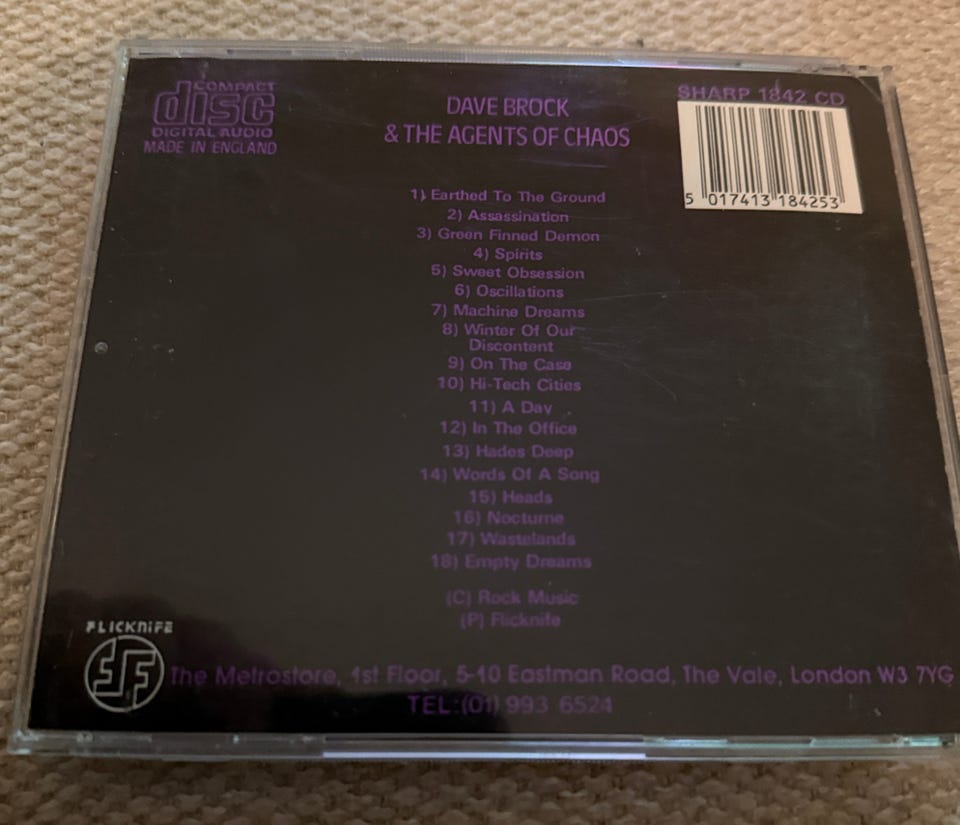 COMPACT
disc
DIGITAL AUDIO
MADE IN ENGLAND
DAVE BROCK
& THE AGENTS OF CHAOS
SHARP 1842 CD
5 017413 184253
1) Earthed To The Ground
2) Assassination
3) Green Finned Demon
4) Spirits
5) Sweet Obsession
6) Oscillations
7) Machine Dreams
8) Winter Of Our
Discontent
9) On The Case
10) Hi-Tech Cities
11) A Day
12) In The Office
13) Hades Deep
14) Words Of A Song
15) Heads
16) Nocturne
17) Wastelands
18) Empty Dreams
(C) Rock Music
(P) Flicknife
FLICKNIFE
The Metrostore, 1st Floor, 5-10 Eastman Road, The Vale, London W3 7YG
TEL:(01) 993 6524